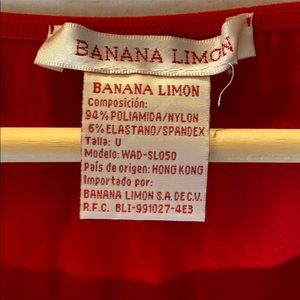 BANANA LIMON
BANANA LIMON
Composición:
94% POLIAMIDA/NYLON
6% ELASTANO/SPANDEX
Talla: U
Modelo: WAD-SL050
País de origen: HONG KONG
Importado por:
BANANA LIMON S.A. DE C.V.
R.F.C. BLI-991027-4E3